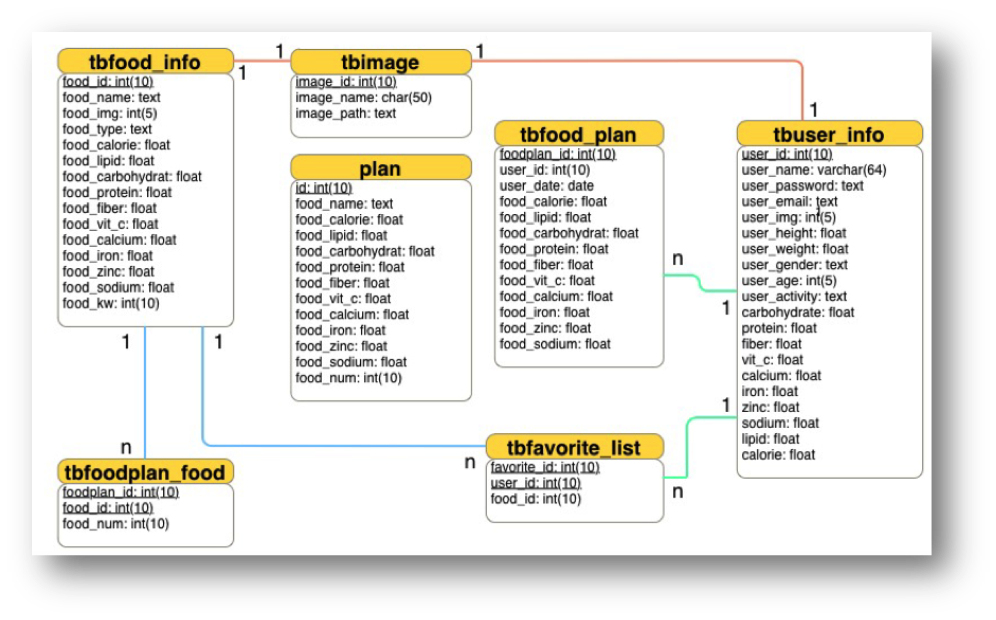 tbfood_info
food_id: int(10)
food_name: text
food_img: int(5)
food_type: text
food_calorie: float
food_lipid: float
food_carbohydrat: float
food_protein: float
food_fiber: float
food_vit_c: float
food_calcium: float
food_iron: float
food_zinc: float
food_sodium: float
food_kw: int(10)
1
1
tbimage
image_id: int(10)
image_name: char(50)
image_path: text
1
1
plan
id: int(10)
food_name: text
food_calorie: float
food_lipid: float
food_carbohydrat: float
food_protein: float
food_fiber: float
food_vit_c: float
food_calcium: float
food_iron: float
food_zinc: float
food_sodium: float
food_num: int(10)
tbfood_plan
foodplan_id: int(10)
user_id: int(10)
user_date: date
food_calorie: float
food_lipid: float
food_carbohydrat: float
food_protein: float
food_fiber: float
food_vit_c: float
food_calcium: float
food_iron: float
food_zinc: float
food_sodium: float
n
1
tbuser_info
user_id: int(10)
user_name: varchar(64)
user_password: text
user_email: text
user_img: int(5)
user_height: float
user_weight: float
user_gender: text
user_age: int(5)
user_activity: text
carbohydrate: float
protein: float
fiber: float
vit_c: float
calcium: float
iron: float
zinc: float
sodium: float
lipid: float
calorie: float
1
1
1
1
n
tbfoodplan_food
foodplan_id: int(10)
food_id: int(10)
food_num: int(10)
n
tbfavorite_list
favorite_id: int(10)
user_id: int(10)
food_id: int(10)
n